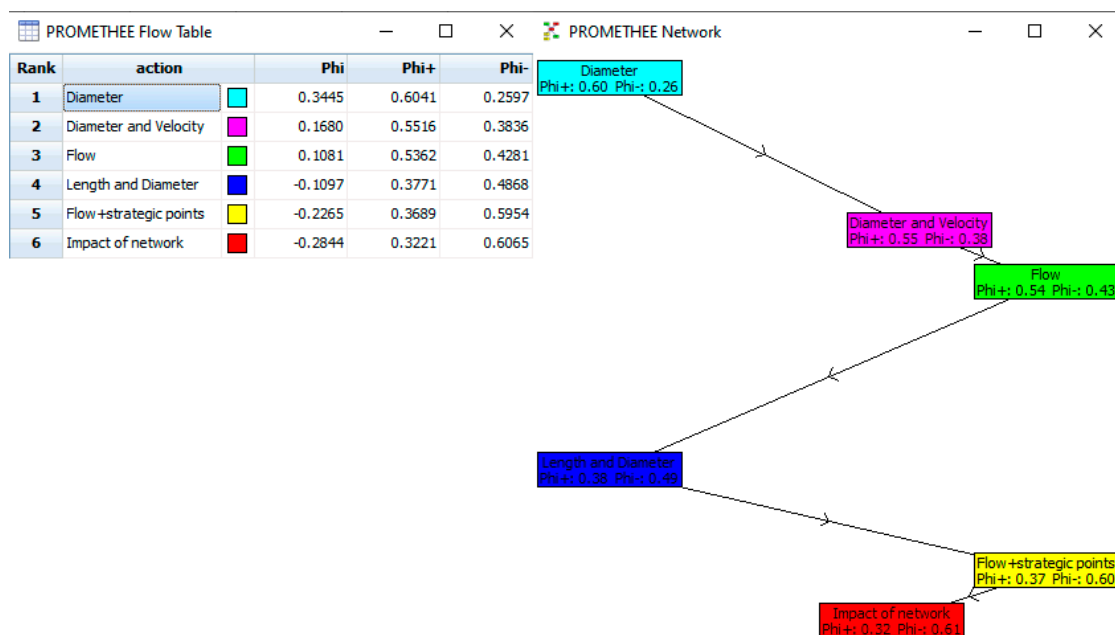 PROMETHEE Flow Table
Rank action Phi Phi+ Phi-
1 Diameter 0.3445 0.6041 0.2597
2 Diameter and Velocity 0.1680 0.5516 0.3836
3 Flow 0.1081 0.5362 0.4281
4 Length and Diameter -0.1097 0.3771 0.4868
5 Flow+strategic points -0.2265 0.3689 0.5954
6 Impact of network -0.2844 0.3221 0.6065
PROMETHEE Network
Diameter
Phi+: 0.60 Phi-: 0.26
Diameter and Velocity
Phi+: 0.55 Phi-: 0.38
Flow
Phi+: 0.54 Phi-: 0.43
Length and Diameter
Phi+: 0.38 Phi-: 0.49
Flow+strategic points
Phi+: 0.37 Phi-: 0.60
Impact of network
Phi+: 0.32 Phi-: 0.61